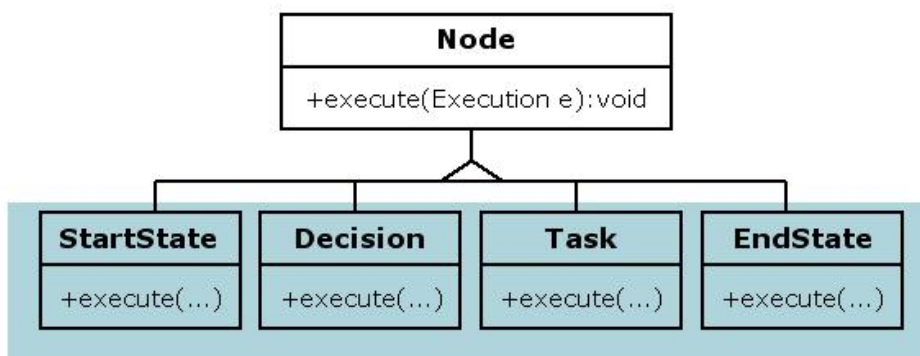 Node
+execute(Execution e):void
StartState
Decision
Task
EndState
+execute(...)
+execute(...)
+execute(...)
+execute(...)